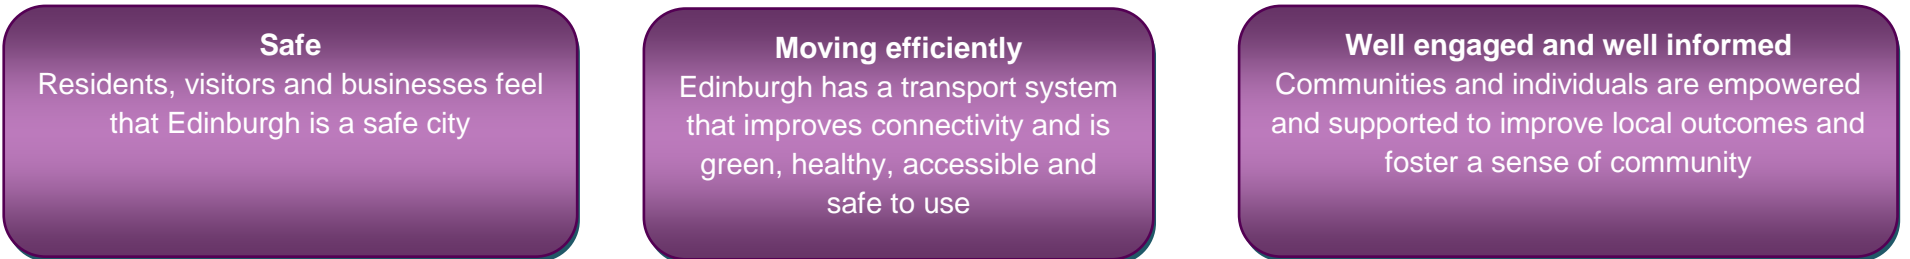 Safe
Residents, visitors and businesses feel
that Edinburgh is a safe city
Moving efficiently
Edinburgh has a transport system
that improves connectivity and is
green, healthy, accessible and
safe to use
Well engaged and well informed
Communities and individuals are empowered
and supported to improve local outcomes and
foster a sense of community